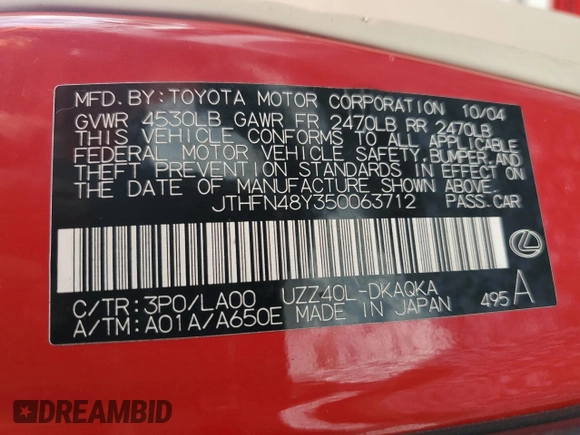 MFD. BY: TOYOTA MOTOR CORPORATION 10/04
GVWR 4530LB GAWR FR 2470LB RR 2470LB
THIS VEHICLE CONFORMS TO ALL APPLICABLE
FEDERAL MOTOR VEHICLE SAFETY, BUMPER, AND
THEFT PREVENTION STANDARDS IN EFFECT ON
THE DATE OF MANUFACTURE SHOWN ABOVE.
JTHFN48Y350063712 PASS. CAR
C/TR: 3P0/LA00 UZZ40L-DKAQKA
A/TM: A01A/A650E MADE IN JAPAN 495 A
DREAMBID